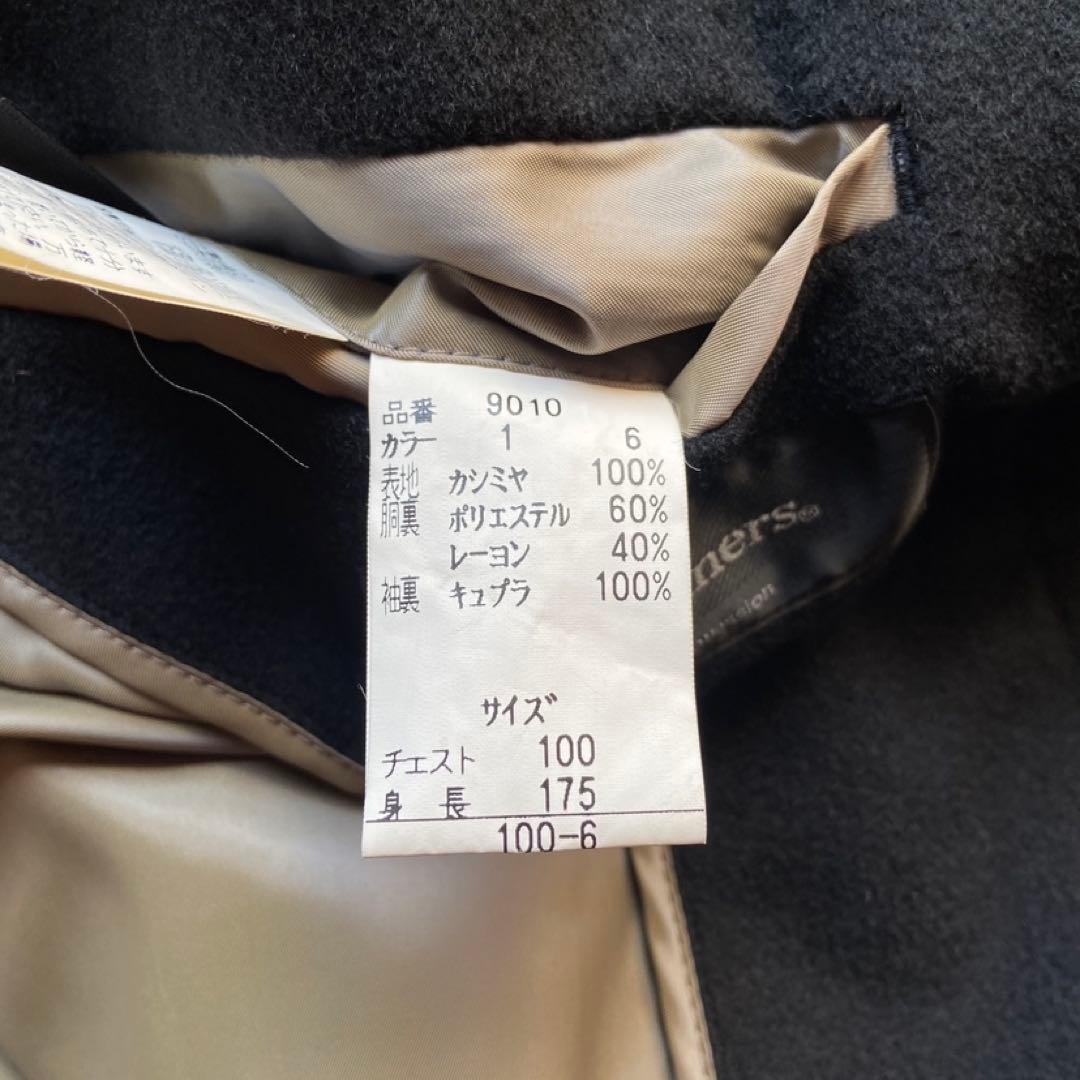 品番 9010
カラー 1 6
表地 カシミヤ 100%
胴裏 ポリエステル 60%
レーヨン 40%
袖裏 キュプラ 100%
サイズ
チェスト 100
身長 175
100-6
ners®